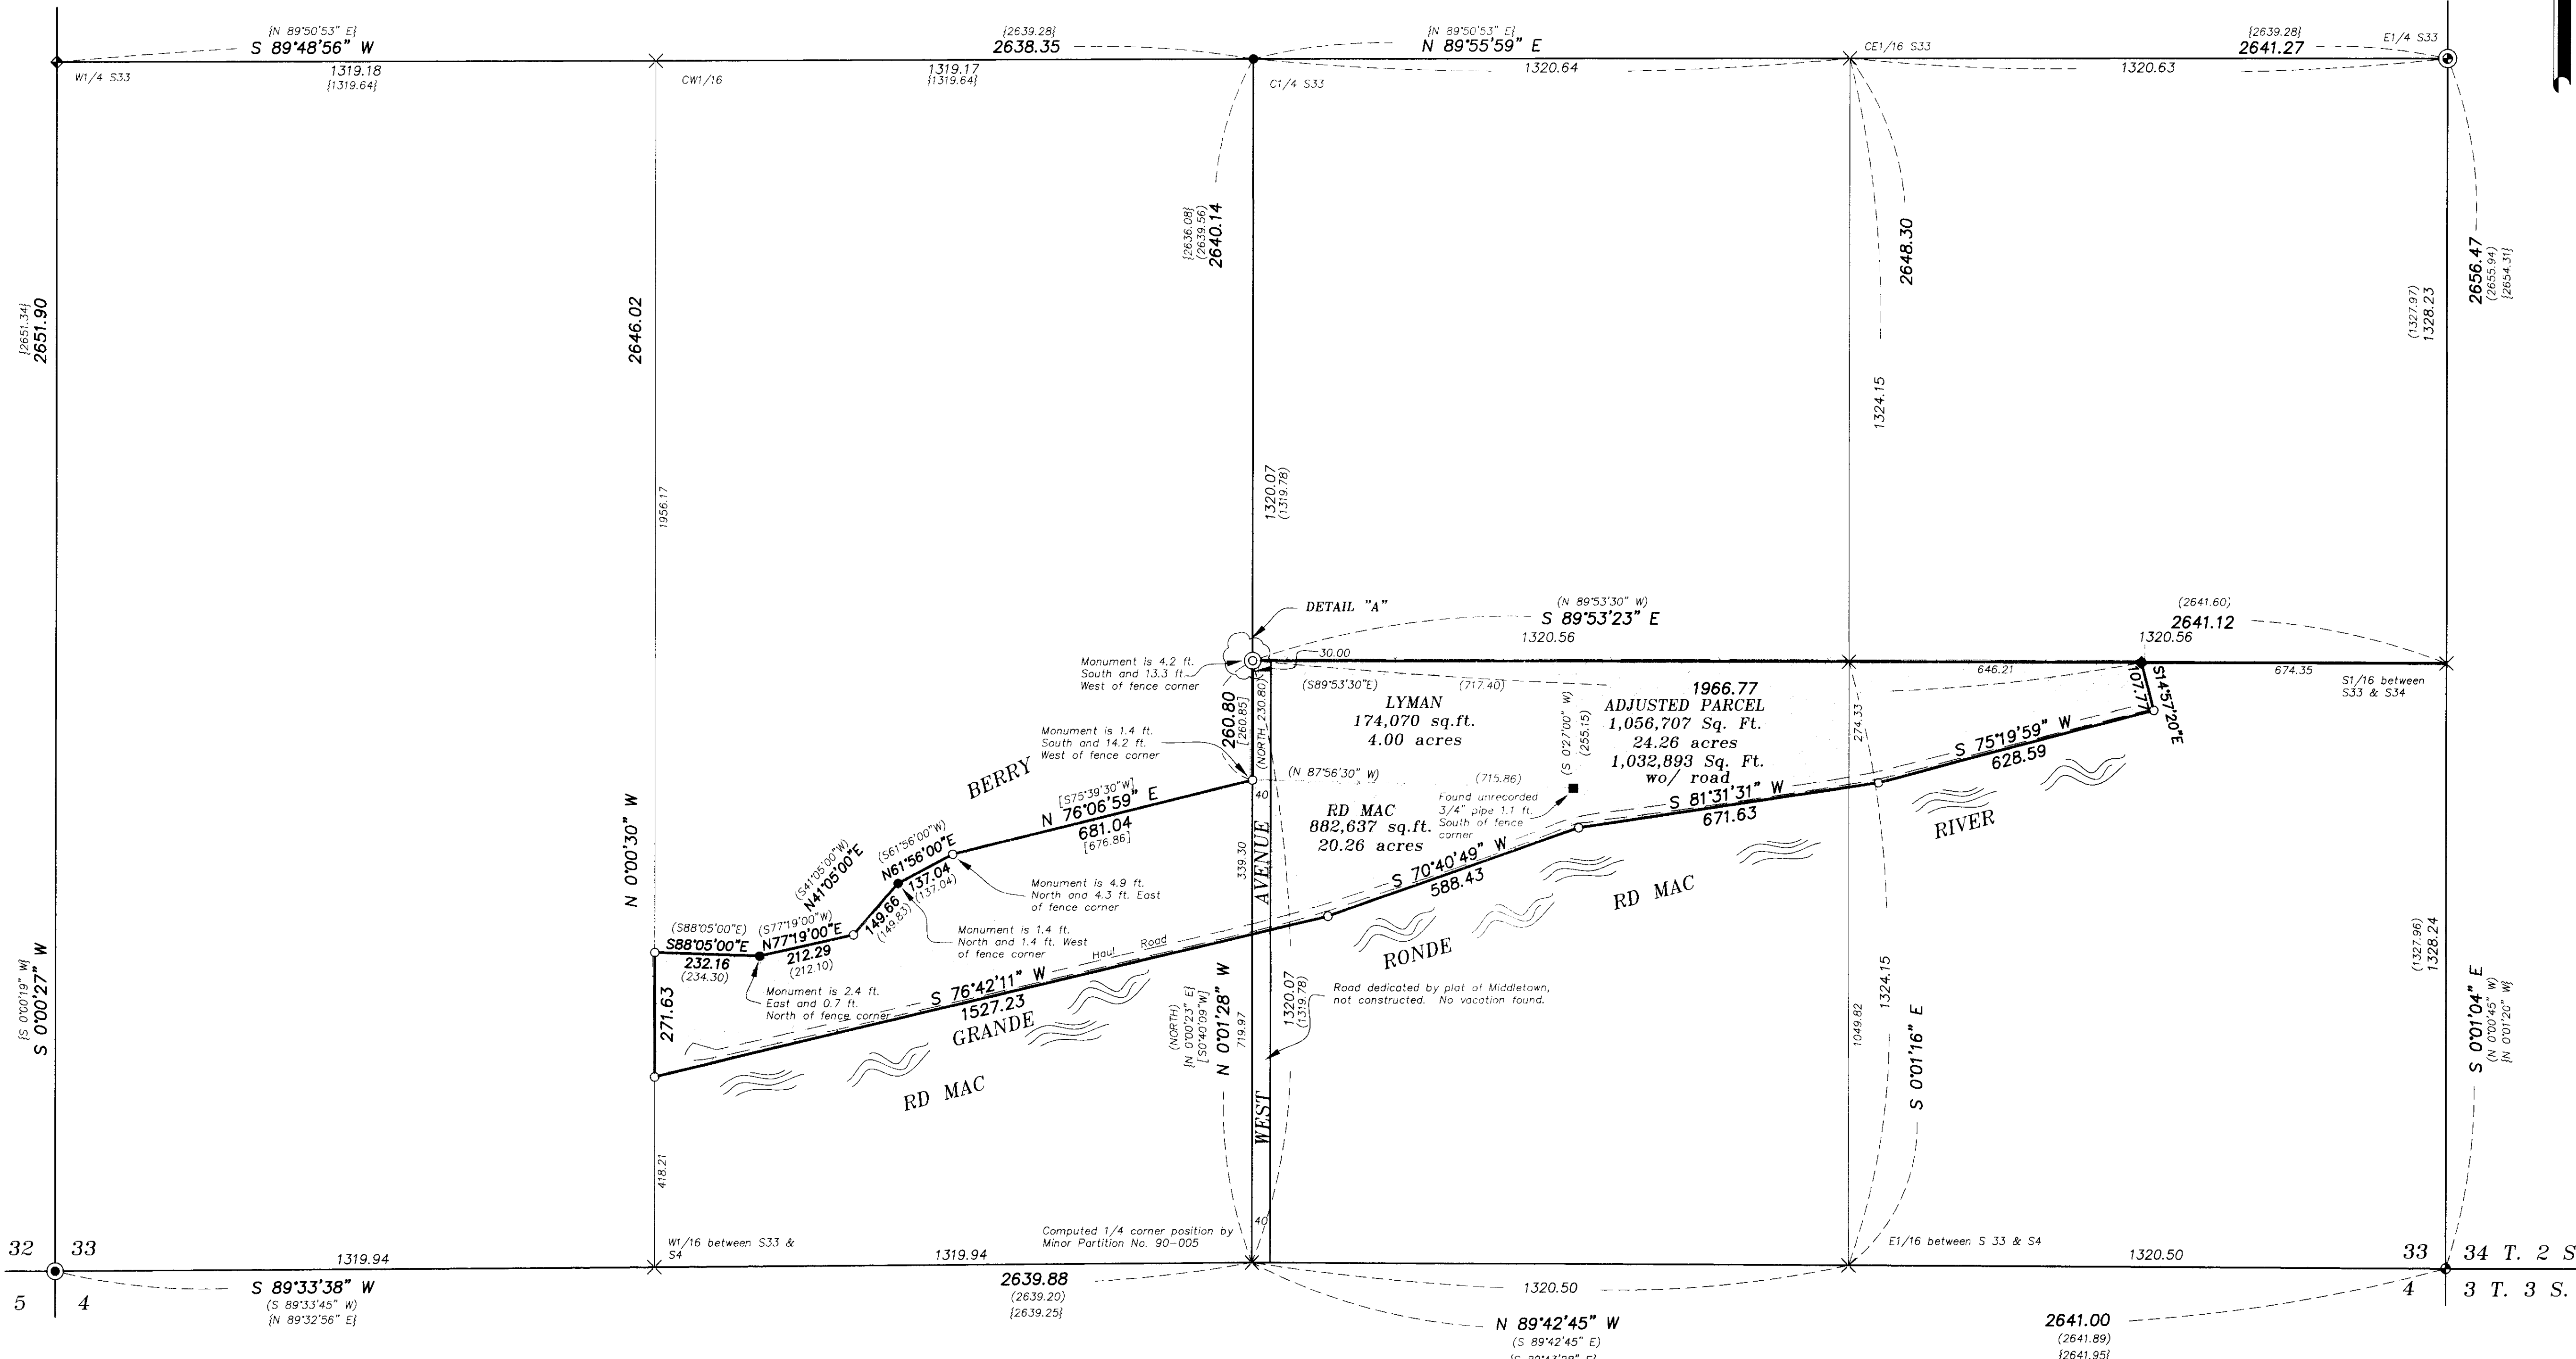 {N 89°50'53" E}
S 89°48'56" W
{2639.28}
2638.35
{N 89°50'53" E}
N 89°55'59" E
CE1/16 S33
{2639.28}
2641.27
E1/4 S33
W1/4 S33
1319.18
{1319.64}
CW1/16
1319.17
{1319.64}
C1/4 S33
1320.64
1320.63
{2651.34}
2651.90
2646.02
1956.17
{2636.08}
(2639.56)
2640.14
1320.07
(1319.78)
2648.30
1324.15
(1327.97)
1328.23
2656.47
(2655.94)
{2654.31}
DETAIL "A"
(N 89°53'30" W)
S 89°53'23" E
1320.56
(2641.60)
2641.12
1320.56
Monument is 4.2 ft.
South and 13.3 ft.
West of fence corner
30.00
(S89°53'30"E)
(717.40)
646.21
674.35
S1/16 between
S33 & S34
260.80
[260.85]
(NORTH 230.80)
LYMAN
174,070 sq.ft.
4.00 acres
(S 0°27'00" W)
(255.15)
1966.77
ADJUSTED PARCEL
1,056,707 Sq. Ft.
24.26 acres
1,032,893 Sq. Ft.
wo/ road
274.33
107.77
S14°57'20"E
Monument is 1.4 ft.
South and 14.2 ft.
West of fence corner
BERRY
(N 87°56'30" W)
(715.86)
S 75°19'59" W
628.59
[S75°39'30"W]
N 76°06'59" E
681.04
[676.86]
40
RD MAC
882,637 sq.ft.
20.26 acres
Found unrecorded
3/4" pipe 1.1 ft.
South of fence
corner
S 81°31'31" W
671.63
RIVER
N 0°00'30" W
(S41°05'00"W)
N41°05'00"E
(S61°56'00"W)
N61°56'00"E
137.04
(137.04)
149.66
(149.83)
339.30
AVENUE
S 70°40'49" W
588.43
RD MAC
Monument is 4.9 ft.
North and 4.3 ft. East
of fence corner
(S88°05'00"E)
S88°05'00"E
232.16
(234.30)
(S77°19'00"W)
N77°19'00"E
212.29
(212.10)
Monument is 1.4 ft.
North and 1.4 ft. West
of fence corner
Haul Road
RONDE
Monument is 2.4 ft.
East and 0.7 ft.
North of fence corner
S 76°42'11" W
1527.23
GRANDE
RD MAC
271.63
{S 0°00'19" W}
S 0°00'27" W
(NORTH)
{N 0°00'23" E}
[S0°40'09"W]
N 0°01'28" W
719.97
1320.07
(1319.78)
Road dedicated by plat of Middletown,
not constructed. No vacation found.
1049.82
1324.15
S 0°01'16" E
(1327.96)
1328.24
S 0°01'04" E
(N 0°00'45" W)
{N 0°01'20" W}
WEST
418.21
40
W1/16 between S33 &
S4
Computed 1/4 corner position by
Minor Partition No. 90-005
E1/16 between S 33 & S4
32 33
33 34 T. 2 S
1319.94
1319.94
1320.50
1320.50
5 4
4 3 T. 3 S.
S 89°33'38" W
(S 89°33'45" W)
{N 89°32'56" E}
2639.88
(2639.20)
{2639.25}
N 89°42'45" W
(S 89°42'45" E)
2641.00
(2641.89)
{2641.95}